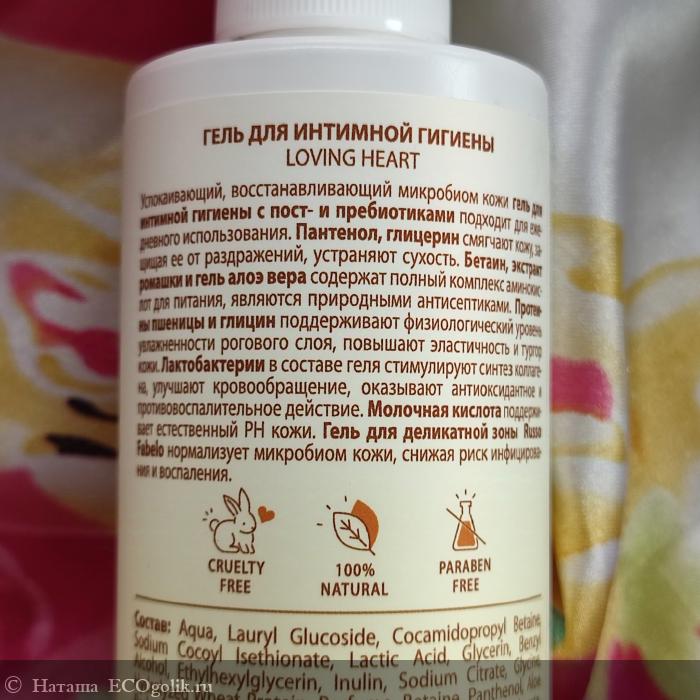 ГЕЛЬ ДЛЯ ИНТИМНОЙ ГИГИЕНЫ
LOVING HEART
Успокаивающий, восстанавливающий микробиом кожи гель для
интимной гигиены с пост- и пребиотиками подходит для еже-
дневного использования. Пантенол, глицерин смягчают кожу, за-
щищая ее от раздражений, устраняют сухость. Бетаин, экстракт
ромашки и гель алоэ вера содержат полный комплекс аминокис-
лот для питания, являются природными антисептиками. Протеи-
ны пшеницы и глицин поддерживают физиологический уровень
увлажненности рогового слоя, повышают эластичность и тургор
кожи. Лактобактерии в составе геля стимулируют синтез коллаге-
на, улучшают кровообращение, оказывают антиоксидантное и
противовоспалительное действие. Молочная кислота поддержи-
вает естественный PH кожи. Гель для деликатной зоны Russo
Fabelo нормализует микробиом кожи, снижая риск инфицирова-
ния и воспаления.
CRUELTY
FREE
100%
NATURAL
PARABEN
FREE
Состав: Aqua, Lauryl Glucoside, Cocamidopropyl Betaine,
Sodium Cocoyl Isethionate, Lactic Acid, Glycerin, Benzyl
Alcohol, Ethylhexylglycerin, Inulin, Sodium Citrate, Glycine,
Wheat Protein, Betaine, Panthenol, Aloe
© Наташа ECOgolik.ru